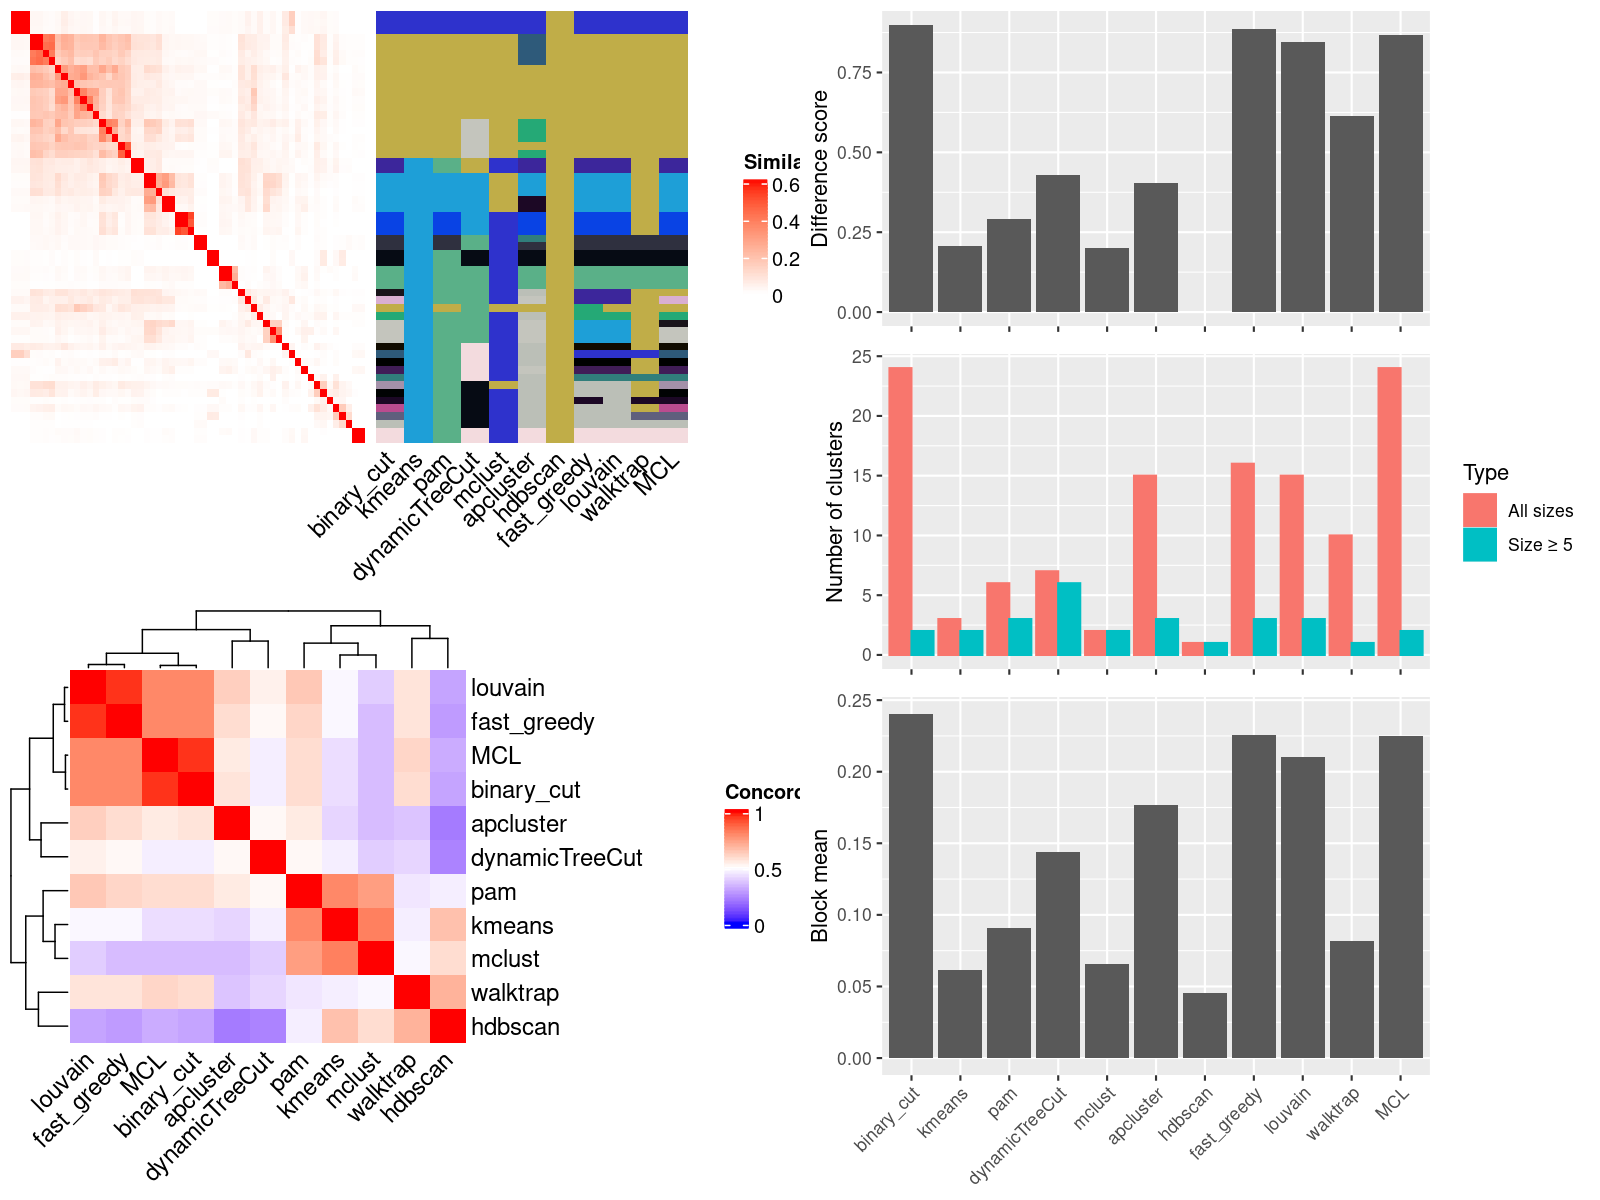 Simila
0.6
0.4
0.2
0
binary_cut
kmeans
pam
dynamicTreeCut
mclust
apcluster
hdbscan
fast_greedy
louvain
walktrap
MCL
Difference score
0.75
0.50
0.25
0.00
Number of clusters
25
20
15
10
5
0
Type
All sizes
Size ≥ 5
Block mean
0.25
0.20
0.15
0.10
0.05
0.00
binary_cut
kmeans
pam
dynamicTreeCut
mclust
apcluster
hdbscan
fast_greedy
louvain
walktrap
MCL
louvain
fast_greedy
MCL
binary_cut
apcluster
dynamicTreeCut
pam
kmeans
mclust
walktrap
hdbscan
Concord
1
0.5
0
louvain
fast_greedy
MCL
binary_cut
apcluster
dynamicTreeCut
pam
kmeans
mclust
walktrap
hdbscan